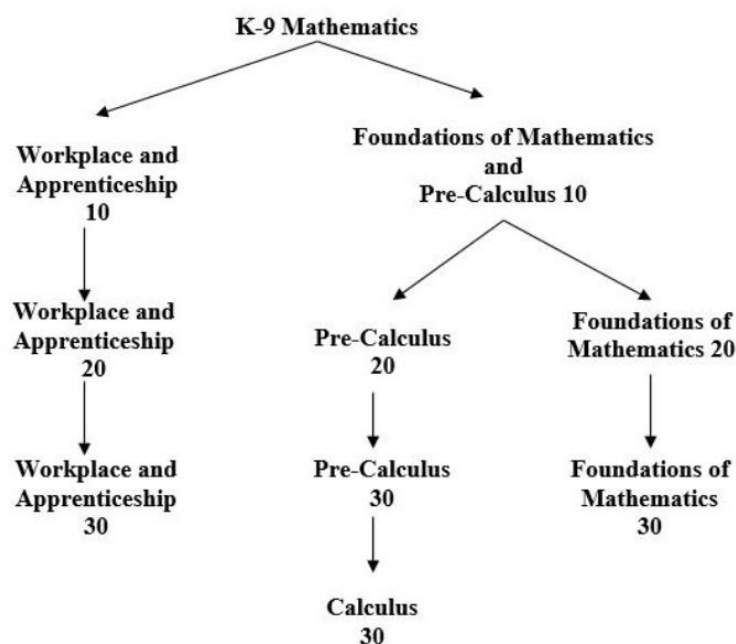 K-9 Mathematics
Workplace and
Apprenticeship
10
Foundations of Mathematics
and
Pre-Calculus 10
Workplace and
Apprenticeship
20
Pre-Calculus
20
Foundations of
Mathematics 20
Workplace and
Apprenticeship
30
Pre-Calculus
30
Foundations of
Mathematics
30
Calculus
30